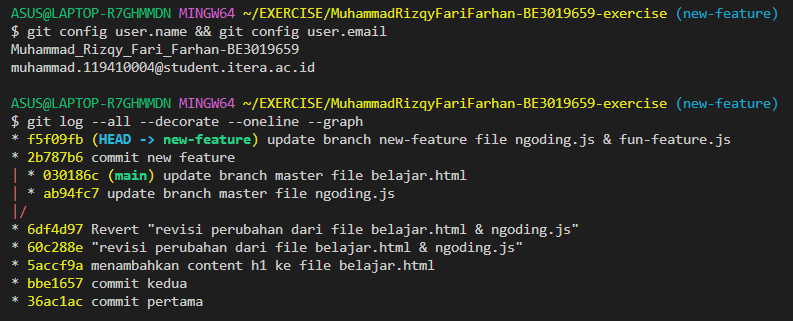 ASUS@LAPTOP-R7GHMMDN MINGW64 ~/EXERCISE/MuhammadRizqyFariFarhan-BE3019659-exercise (new-feature)
$ git config user.name && git config user.email
Muhammad_Rizqy_Fari_Farhan-BE3019659
muhammad.119410004@student.itera.ac.id

ASUS@LAPTOP-R7GHMMDN MINGW64 ~/EXERCISE/MuhammadRizqyFariFarhan-BE3019659-exercise (new-feature)
$ git log --all --decorate --oneline --graph
* f5f09fb (HEAD -> new-feature) update branch new-feature file ngoding.js & fun-feature.js
* 2b787b6 commit new feature
| * 030186c (main) update branch master file belajar.html
| * ab94fc7 update branch master file ngoding.js
|/
* 6df4d97 Revert "revisi perubahan dari file belajar.html & ngoding.js"
* 60c288e "revisi perubahan dari file belajar.html & ngoding.js"
* 5accf9a menambahkan content h1 ke file belajar.html
* bbe1657 commit kedua
* 36ac1ac commit pertama